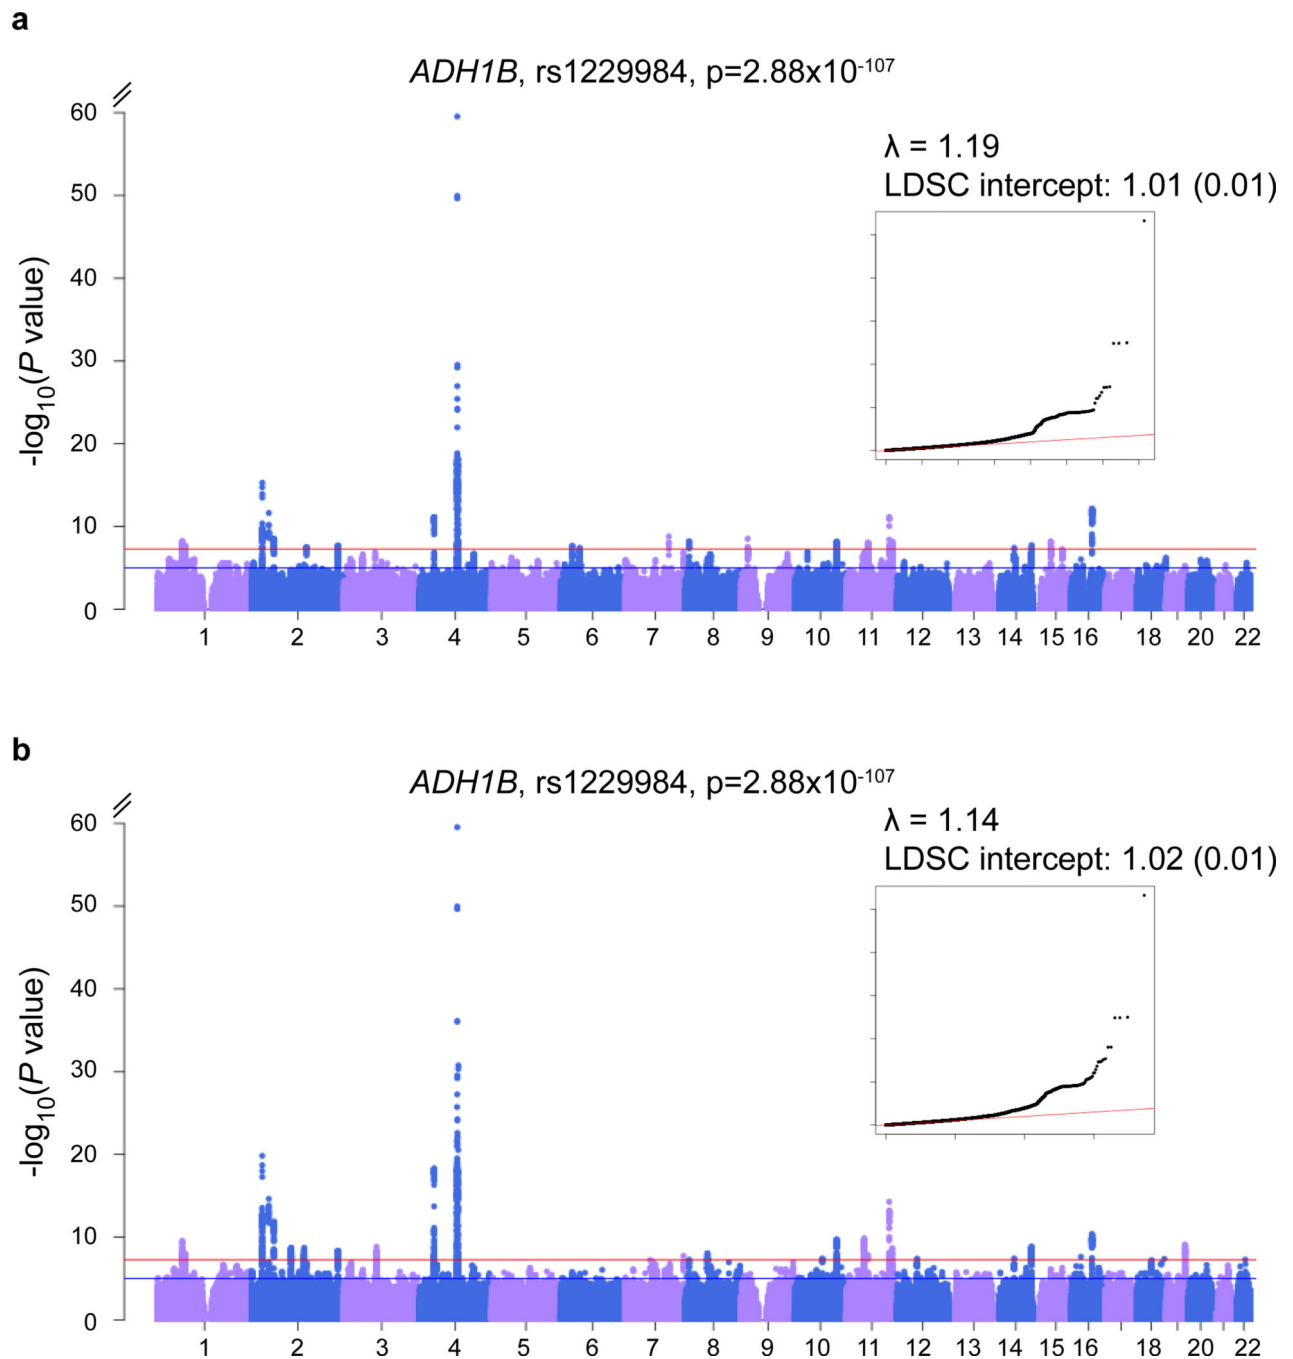 a
ADH1B, rs1229984, p=2.88x10-107
λ = 1.19
LDSC intercept: 1.01 (0.01)
-log10(P value)
60
50
40
30
20
10
0
1 2 3 4 5 6 7 8 9 10 11 12 13 14 15 16 18 20 22
b
ADH1B, rs1229984, p=2.88x10-107
λ = 1.14
LDSC intercept: 1.02 (0.01)
-log10(P value)
60
50
40
30
20
10
0
1 2 3 4 5 6 7 8 9 10 11 12 13 14 15 16 18 20 22